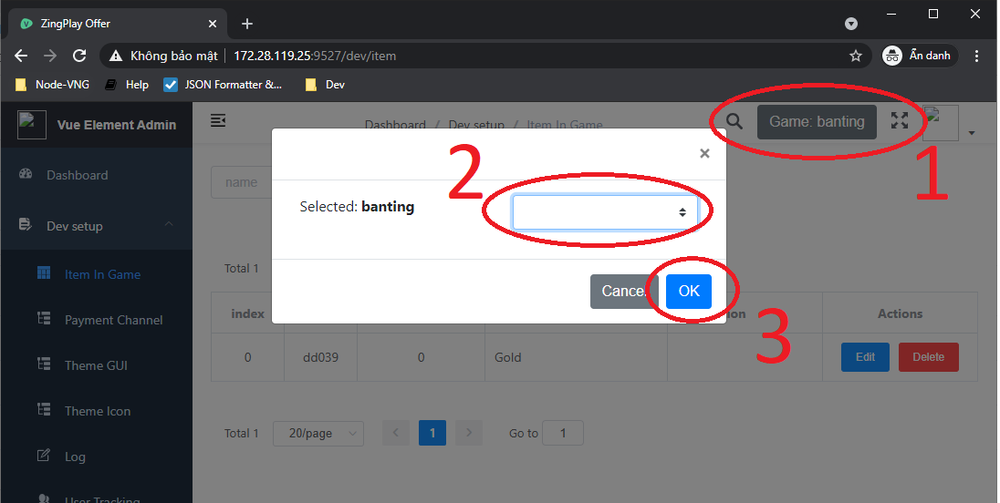 ZingPlay Offer
Không bảo mật 172.28.119.25:9527/dev/item Ẩn danh
Node-VNG Help JSON Formatter &... Dev
Vue Element Admin
Dashboard / Dev setup / Item In Game
Game: banting
1
Dashboard
Dev setup
Item In Game
Payment Channel
Theme GUI
Theme Icon
Log
User Tracking
name
2
Selected: banting
Cancel OK
3
Total 1
index Actions
0 dd039 0 Gold Edit Delete
Total 1 20/page 1 Go to 1